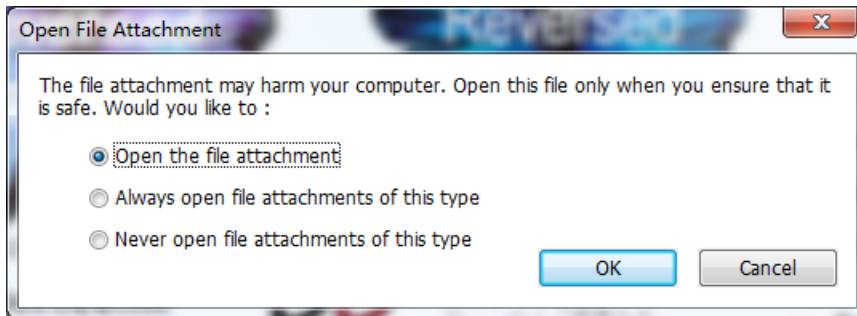 Reversed
Open File Attachment
The file attachment may harm your computer. Open this file only when you ensure that it
is safe. Would you like to :
Open the file attachment
Always open file attachments of this type
Never open file attachments of this type
OK
Cancel